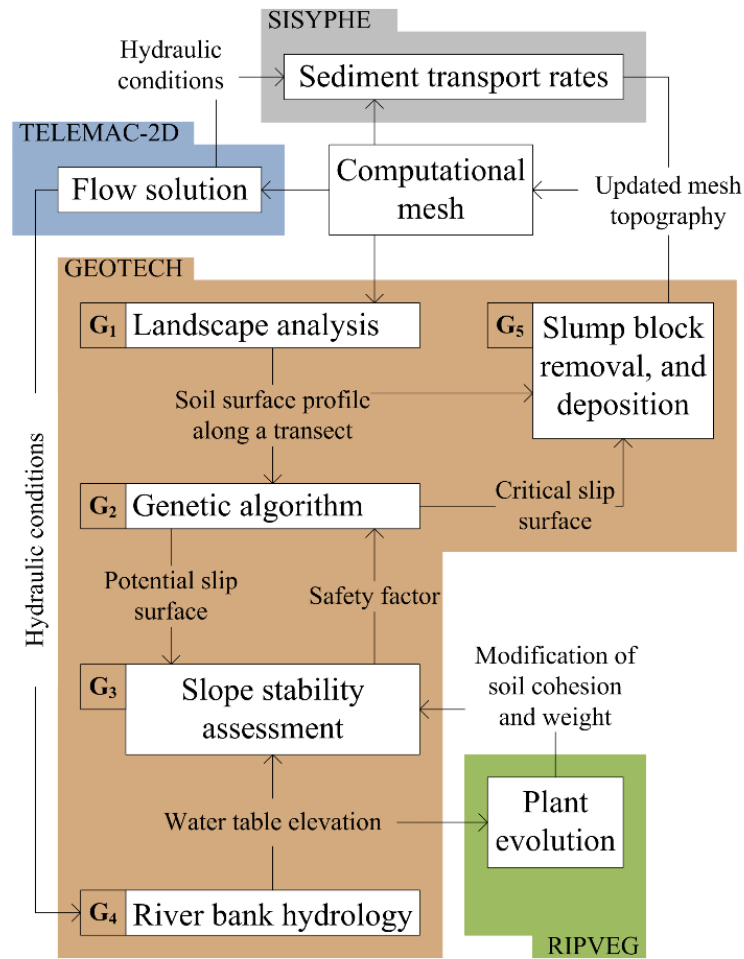 SISYPHE
Hydraulic
conditions
Sediment transport rates
TELEMAC-2D
Flow solution
Computational
mesh
Updated mesh
topography
GEOTECH
G1 Landscape analysis
G5 Slump block
removal, and
deposition
Soil surface profile
along a transect
G2 Genetic algorithm
Critical slip
surface
Hydraulic conditions
Potential slip
surface
Safety factor
G3 Slope stability
assessment
Modification of
soil cohesion
and weight
Water table elevation
Plant
evolution
G4 River bank hydrology
RIPVEG